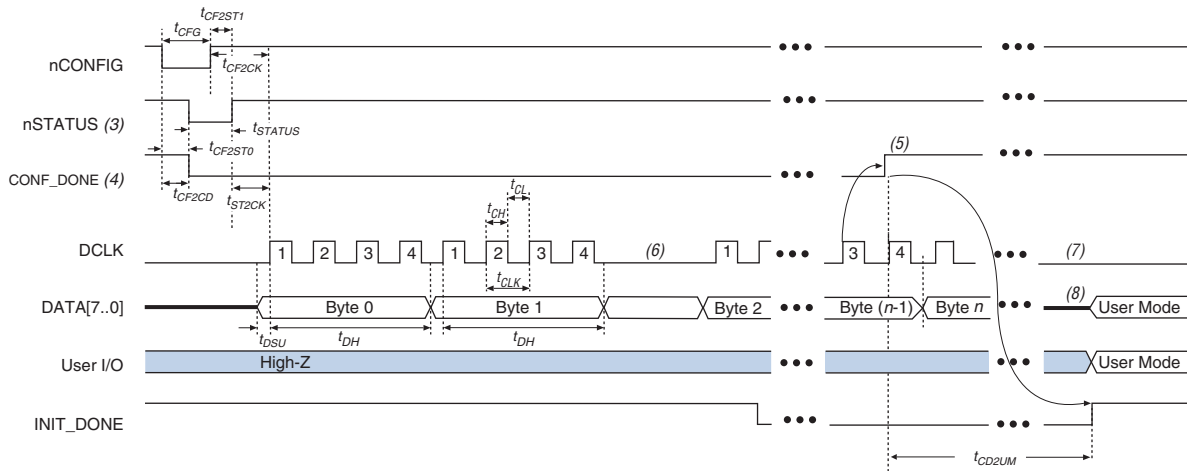 tCF2ST1
tCFG
nCONFIG
tCF2CK
nSTATUS (3)
tSTATUS
tCF2ST0
(5)
CONF_DONE (4)
tCF2CD
tST2CK
tCL
tCH
DCLK
1 2 3 4 1 2 3 4 (6) 1 3 4 (7)
tCLK
(8)
DATA[7..0] Byte 0 Byte 1 Byte 2 Byte (n-1) Byte n User Mode
tDSU tDH tDH
User I/O High-Z User Mode
INIT_DONE
tCD2UM